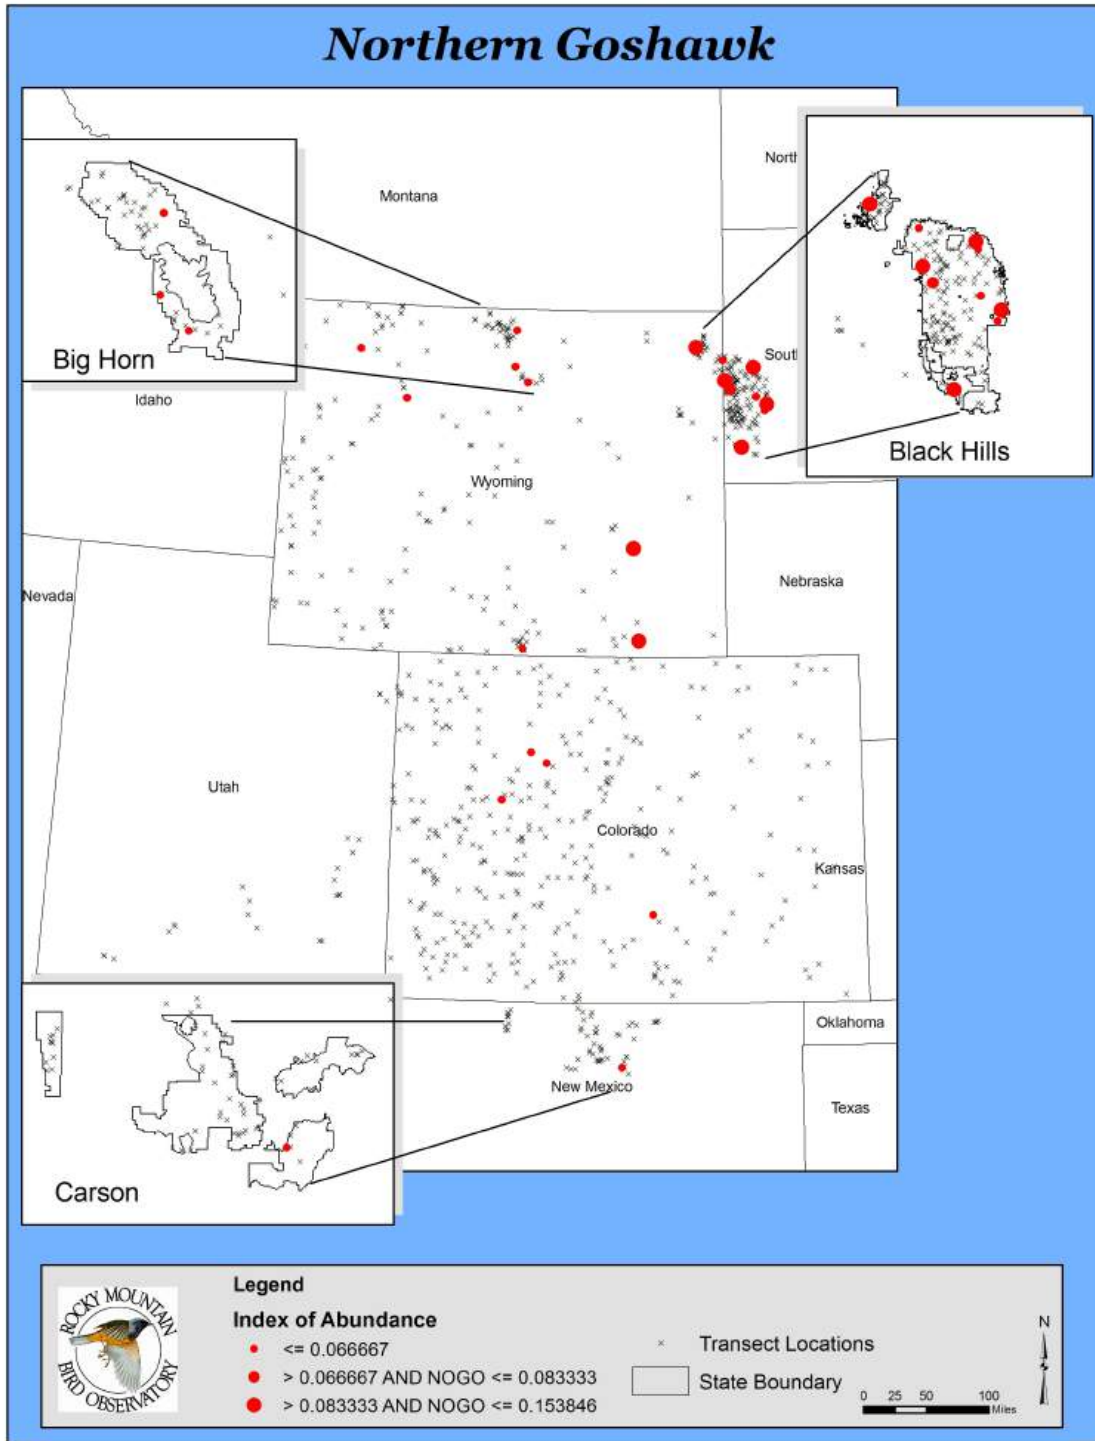 Northern Goshawk
Montana
North
South
Big Horn
Idaho
Wyoming
Black Hills
Nevada
Nebraska
Utah
Colorado
Kansas
Oklahoma
New Mexico
Texas
Carson
Legend
Index of Abundance
<= 0.066667
> 0.066667 AND NOGO <= 0.083333
> 0.083333 AND NOGO <= 0.153846
Transect Locations
State Boundary
ROCKY MOUNTAIN
BIRD OBSERVATORY
N
0 25 50 100
Miles